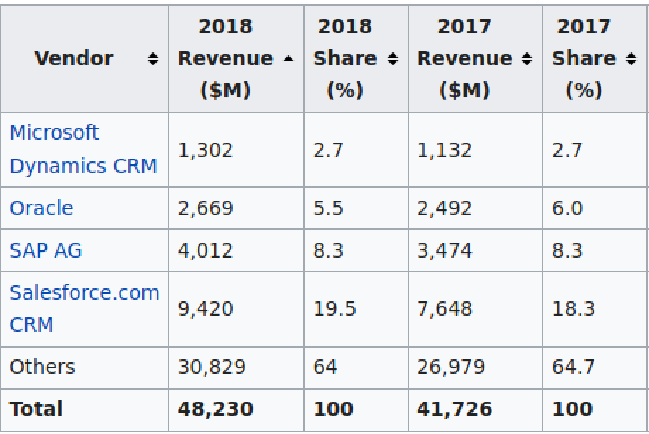 Vendor 2018 Revenue ($M) 2018 Share (%) 2017 Revenue ($M) 2017 Share (%)
Microsoft Dynamics CRM 1,302 2.7 1,132 2.7
Oracle 2,669 5.5 2,492 6.0
SAP AG 4,012 8.3 3,474 8.3
Salesforce.com CRM 9,420 19.5 7,648 18.3
Others 30,829 64 26,979 64.7
Total 48,230 100 41,726 100